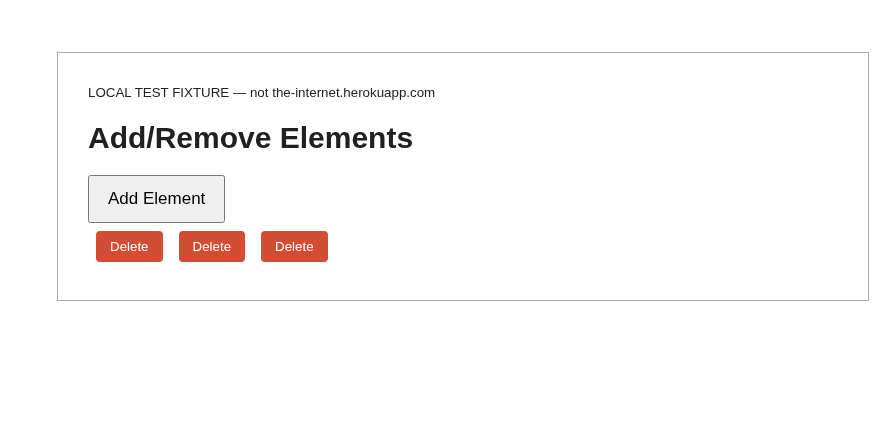 LOCAL TEST FIXTURE — not the-internet.herokuapp.com
Add/Remove Elements
Add Element
Delete Delete Delete